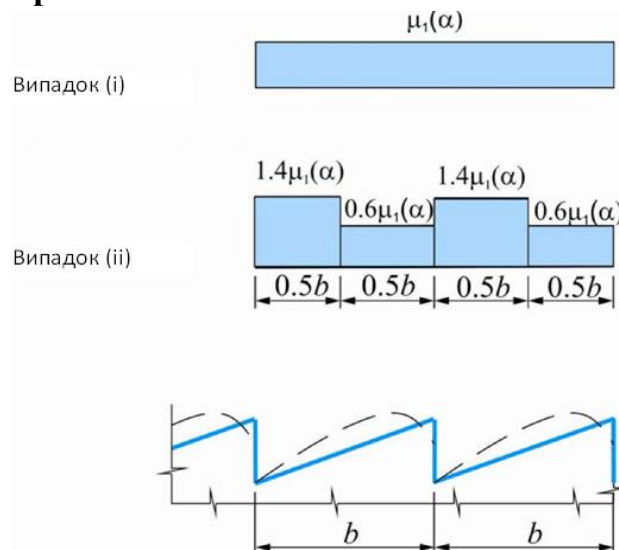 μ₁(α)
Випадок (i)
1.4μ₁(α)
1.4μ₁(α)
0.6μ₁(α)
0.6μ₁(α)
Випадок (ii)
0.5b 0.5b 0.5b 0.5b
b b